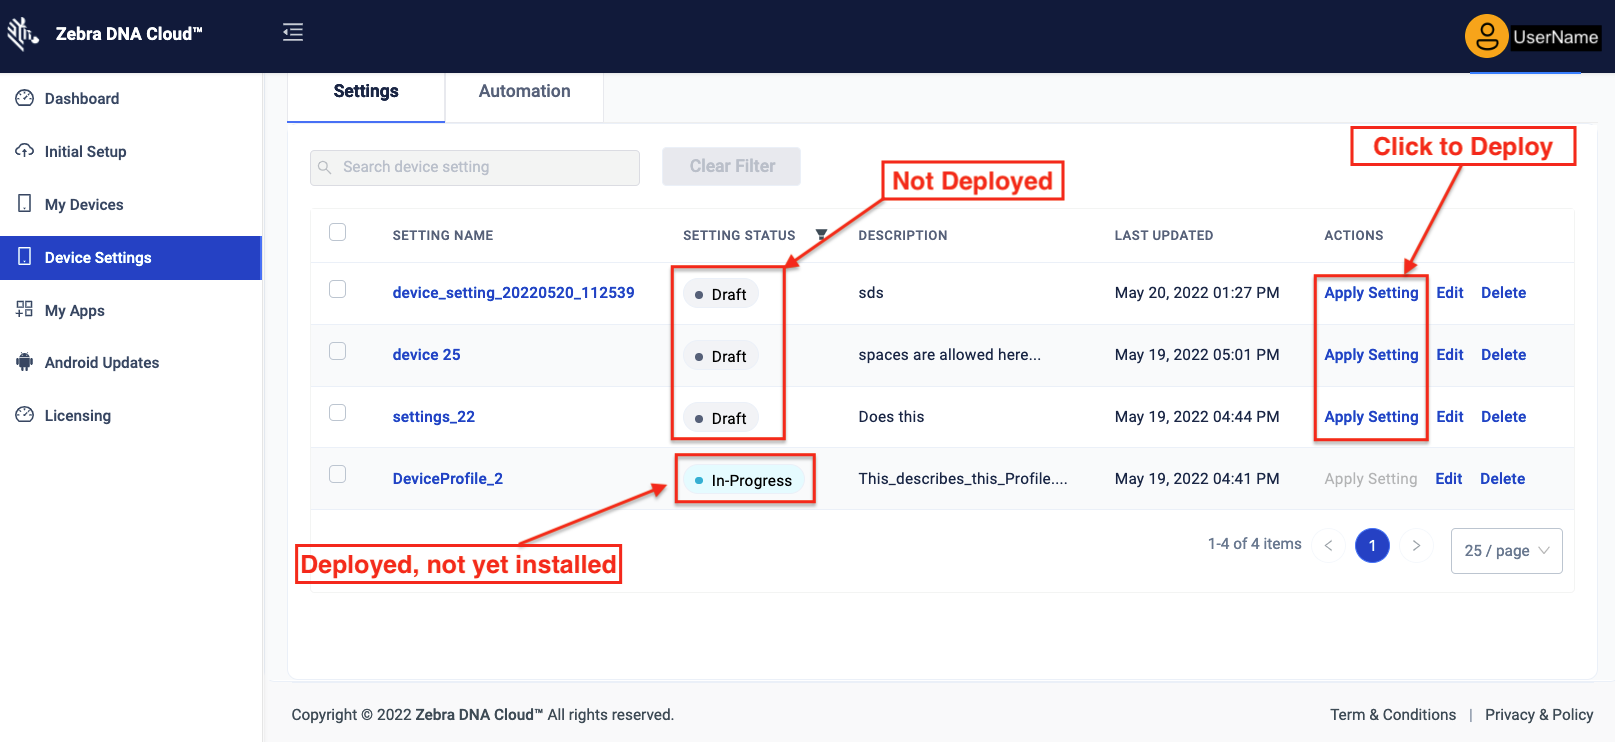 Zebra DNA Cloud™
UserName
Dashboard
Initial Setup
My Devices
Device Settings
My Apps
Android Updates
Licensing
Settings Automation
Click to Deploy
Search device setting Clear Filter
Not Deployed
SETTING NAME SETTING STATUS DESCRIPTION LAST UPDATED ACTIONS
device_setting_20220520_112539 Draft sds May 20, 2022 01:27 PM Apply Setting Edit Delete
device 25 Draft spaces are allowed here... May 19, 2022 05:01 PM Apply Setting Edit Delete
settings_22 Draft Does this May 19, 2022 04:44 PM Apply Setting Edit Delete
DeviceProfile_2 In-Progress This_describes_this_Profile.... May 19, 2022 04:41 PM Apply Setting Edit Delete
Deployed, not yet installed
1-4 of 4 items < 1 > 25 / page
Copyright © 2022 Zebra DNA Cloud™ All rights reserved. Term & Conditions | Privacy & Policy